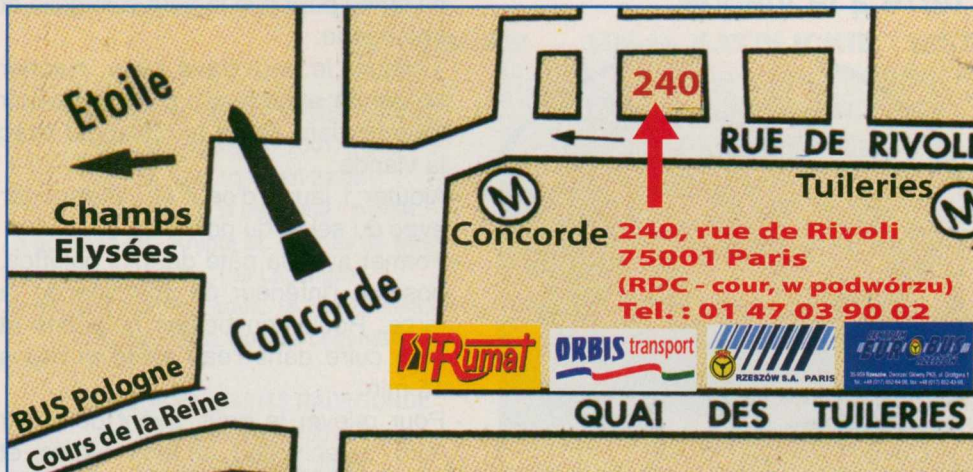 Etoile
Champs
Elysées
Concorde
BUS Pologne
Cours de la Reine
240
RUE DE RIVOLI
M
Concorde
Tuileries
M
240, rue de Rivoli
75001 Paris
(RDC - cour, w podwórzu)
Tel. : 01 47 03 90 02
Rumat
ORBIS transport
RZESZÓW S.A. PARIS
EUROBUS
QUAI DES TUILERIES